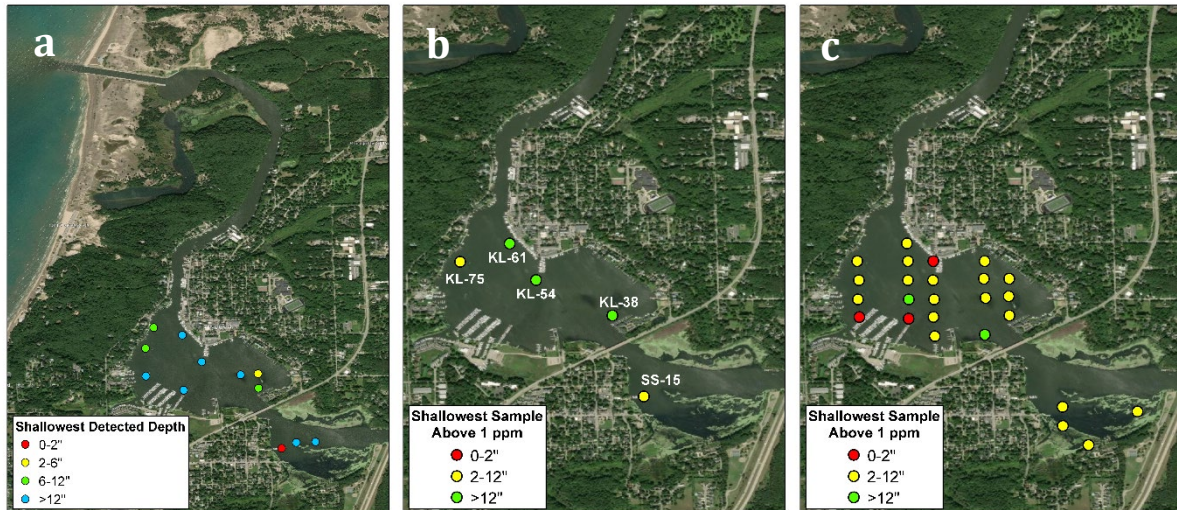 a
Shallowest Detected Depth
0-2"
2-6"
6-12"
>12"
b
KL-61
KL-75
KL-54
KL-38
SS-15
Shallowest Sample
Above 1 ppm
0-2"
2-12"
>12"
c
Shallowest Sample
Above 1 ppm
0-2"
2-12"
>12"